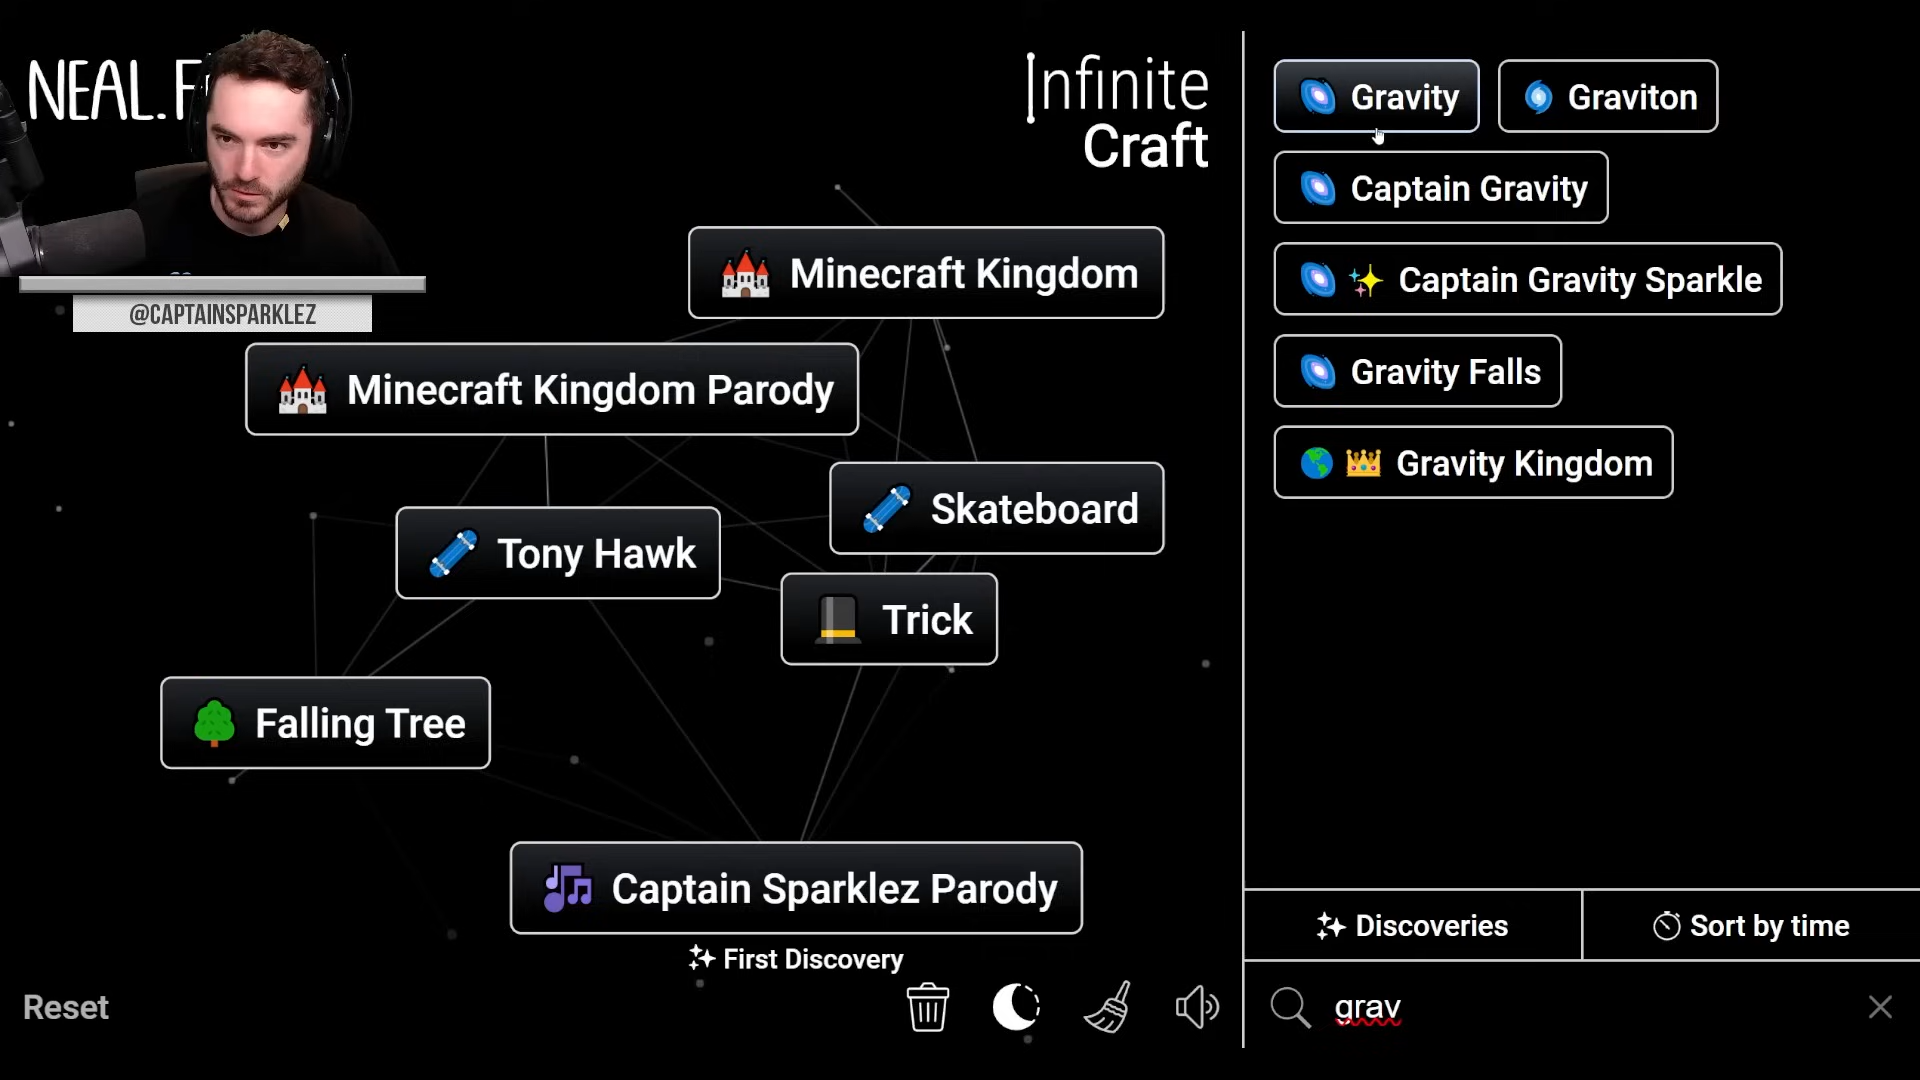 NEAL.F
Infinite
Craft
@CAPTAINSPARKLEZ
Minecraft Kingdom
Minecraft Kingdom Parody
Skateboard
Tony Hawk
Trick
Falling Tree
Captain Sparklez Parody
First Discovery
Reset
Gravity
Graviton
Captain Gravity
Captain Gravity Sparkle
Gravity Falls
Gravity Kingdom
Discoveries
Sort by time
grav